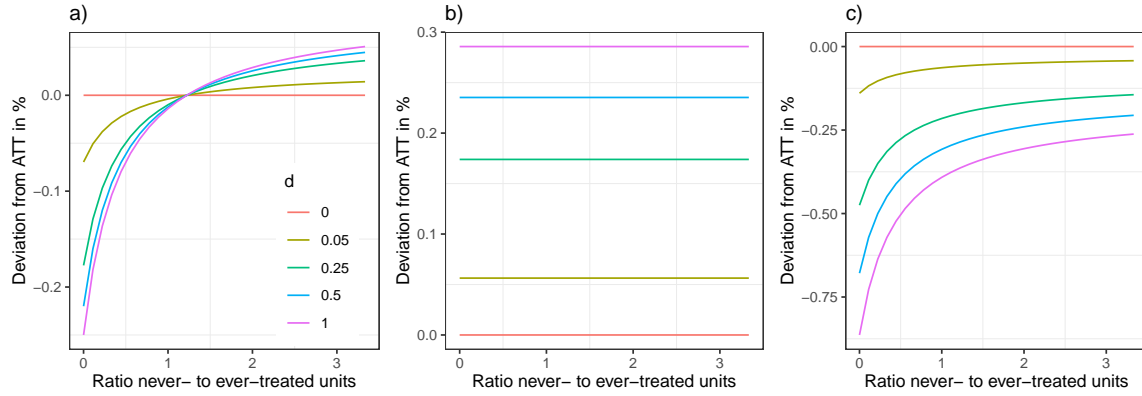 a)
Deviation from ATT in %
0.0
−0.1
−0.2
d
0
0.05
0.25
0.5
1
0 1 2 3
Ratio never− to ever−treated units
b)
Deviation from ATT in %
0.3
0.2
0.1
0.0
0 1 2 3
Ratio never− to ever−treated units
c)
Deviation from ATT in %
0.00
−0.25
−0.50
−0.75
0 1 2 3
Ratio never− to ever−treated units